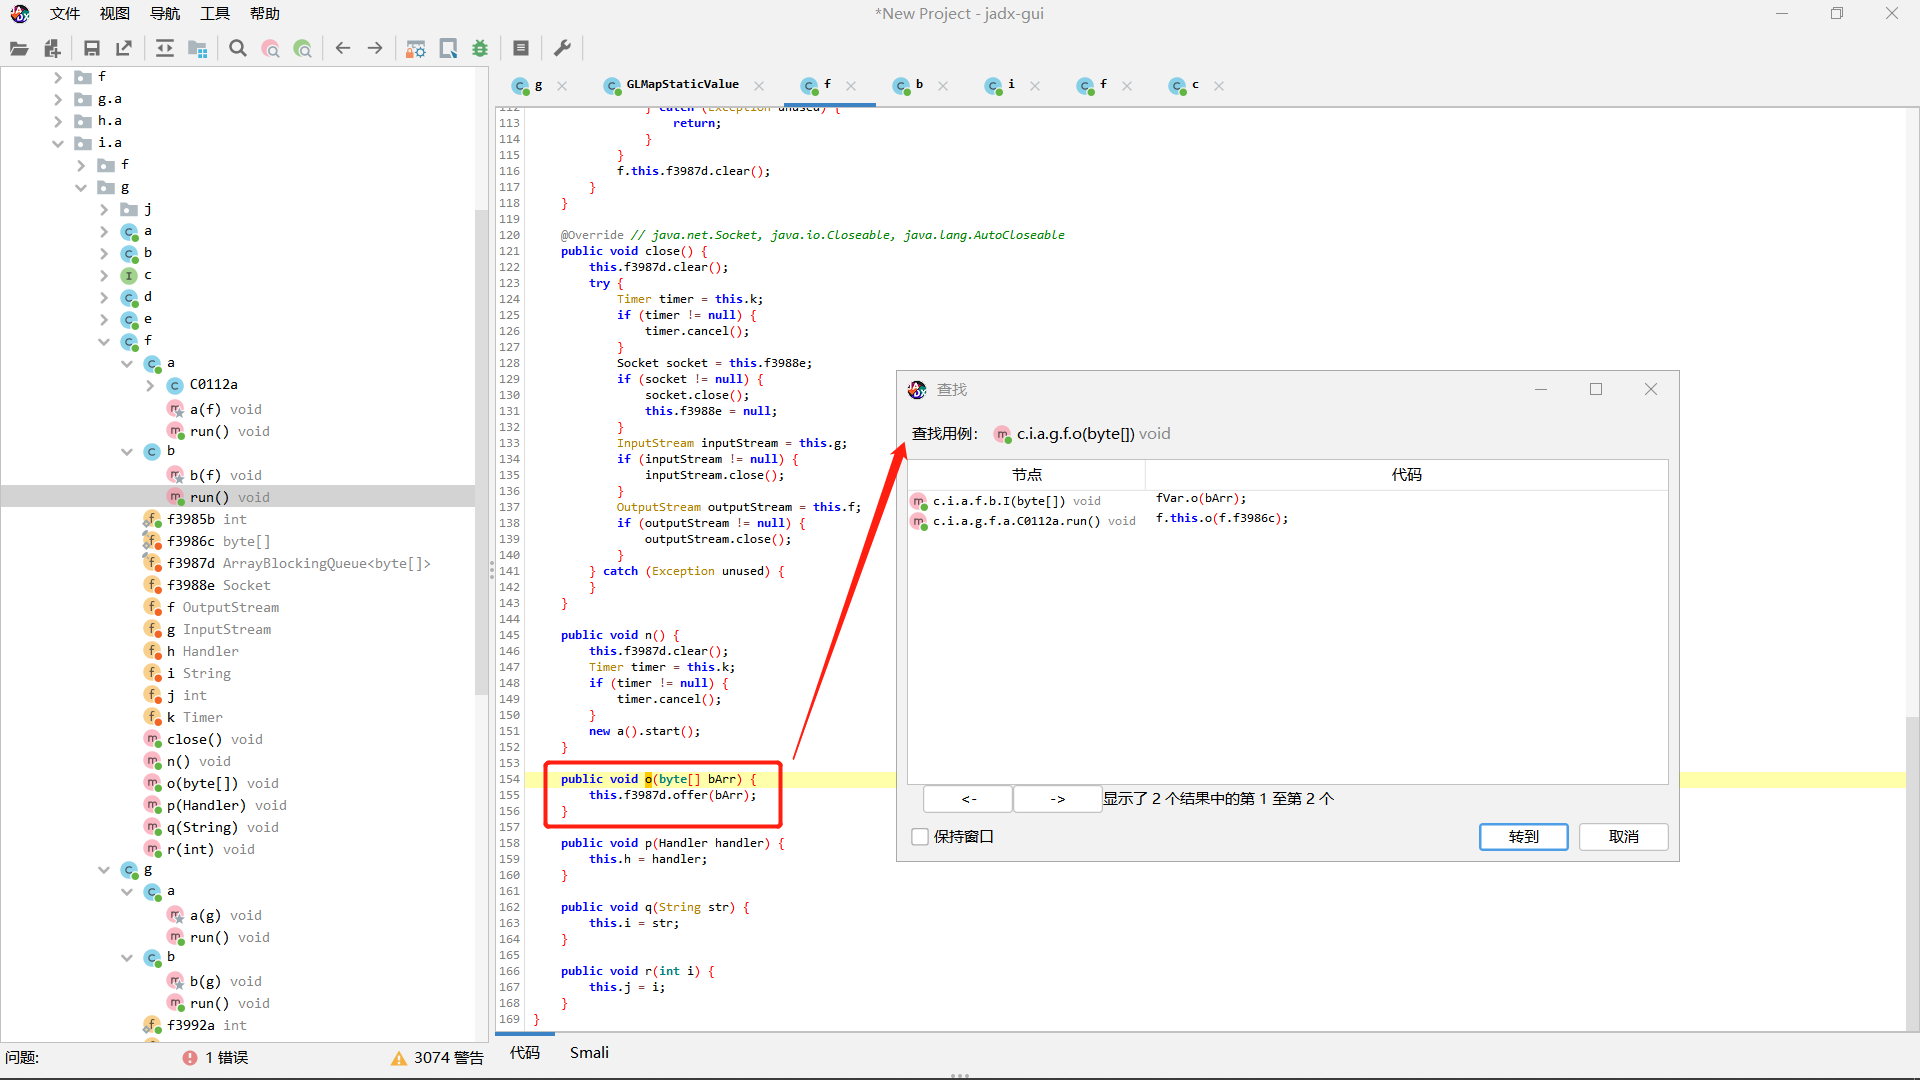 文件 视图 导航 工具 帮助
*New Project - jadx-gui
f
g.a
h.a
i.a
f
g
j
a
b
c
d
e
f
a
C0112a
a(f) void
run() void
b
b(f) void
run() void
f3985b int
f3986c byte[]
f3987d ArrayBlockingQueue<byte[]>
f3988e Socket
f OutputStream
g InputStream
h Handler
i String
j int
k Timer
close() void
n() void
o(byte[]) void
p(Handler) void
q(String) void
r(int) void
g
a
a(g) void
run() void
b
b(g) void
run() void
f3992a int
问题: 1 错误 3074 警告
g GLMapStaticValue f b i f c
112 } catch (Exception unused) {
113 return;
114 }
115 }
116 f.this.f3987d.clear();
117 }
118 }
119
120 @Override // java.net.Socket, java.io.Closeable, java.lang.AutoCloseable
121 public void close() {
122 this.f3987d.clear();
123 try {
124 Timer timer = this.k;
125 if (timer != null) {
126 timer.cancel();
127 }
128 Socket socket = this.f3988e;
129 if (socket != null) {
130 socket.close();
131 this.f3988e = null;
132 }
133 InputStream inputStream = this.g;
134 if (inputStream != null) {
135 inputStream.close();
136 }
137 OutputStream outputStream = this.f;
138 if (outputStream != null) {
139 outputStream.close();
140 }
141 } catch (Exception unused) {
142 }
143 }
144
145 public void n() {
146 this.f3987d.clear();
147 Timer timer = this.k;
148 if (timer != null) {
149 timer.cancel();
150 }
151 new a().start();
152 }
153
154 public void o(byte[] bArr) {
155 this.f3987d.offer(bArr);
156 }
157
158 public void p(Handler handler) {
159 this.h = handler;
160 }
161
162 public void q(String str) {
163 this.i = str;
164 }
165
166 public void r(int i) {
167 this.j = i;
168 }
169 }
代码 Smali
查找
查找用例: m c.i.a.g.f.o(byte[]) void
节点 代码
c.i.a.f.b.I(byte[]) void fVar.o(bArr);
c.i.a.g.f.a.C0112a.run() void f.this.o(f.f3986c);
<- -> 显示了 2 个结果中的第 1 至第 2 个
保持窗口 转到 取消